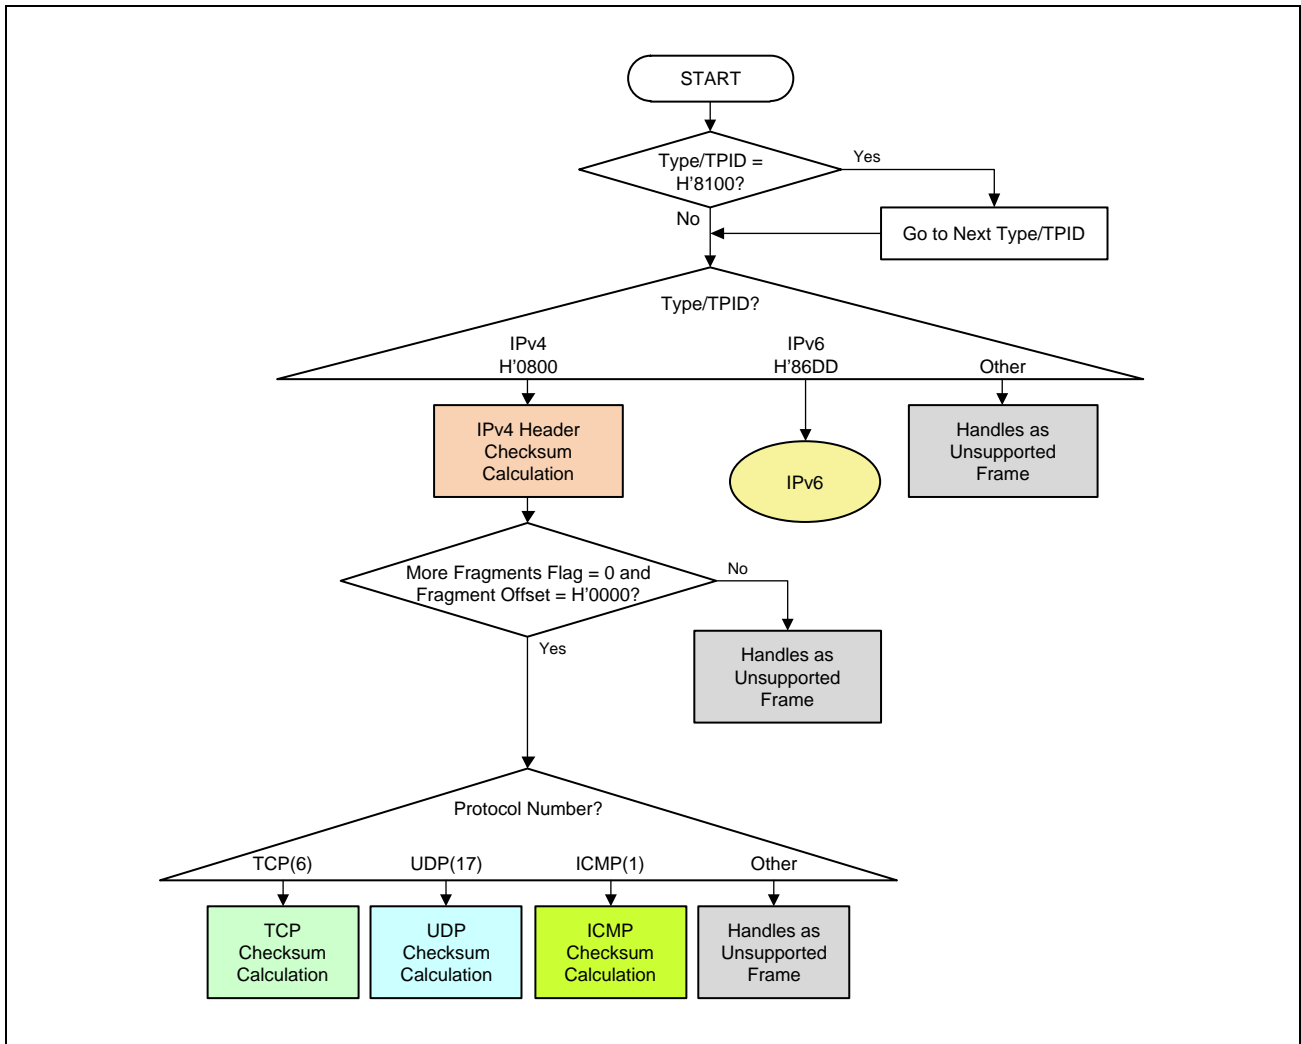 START
Type/TPID =
H'8100?
Yes
No
Go to Next Type/TPID
Type/TPID?
IPv4
H'0800
IPv6
H'86DD
Other
IPv4 Header
Checksum
Calculation
IPv6
Handles as
Unsupported
Frame
More Fragments Flag = 0 and
Fragment Offset = H'0000?
No
Yes
Handles as
Unsupported
Frame
Protocol Number?
TCP(6)
UDP(17)
ICMP(1)
Other
TCP
Checksum
Calculation
UDP
Checksum
Calculation
ICMP
Checksum
Calculation
Handles as
Unsupported
Frame